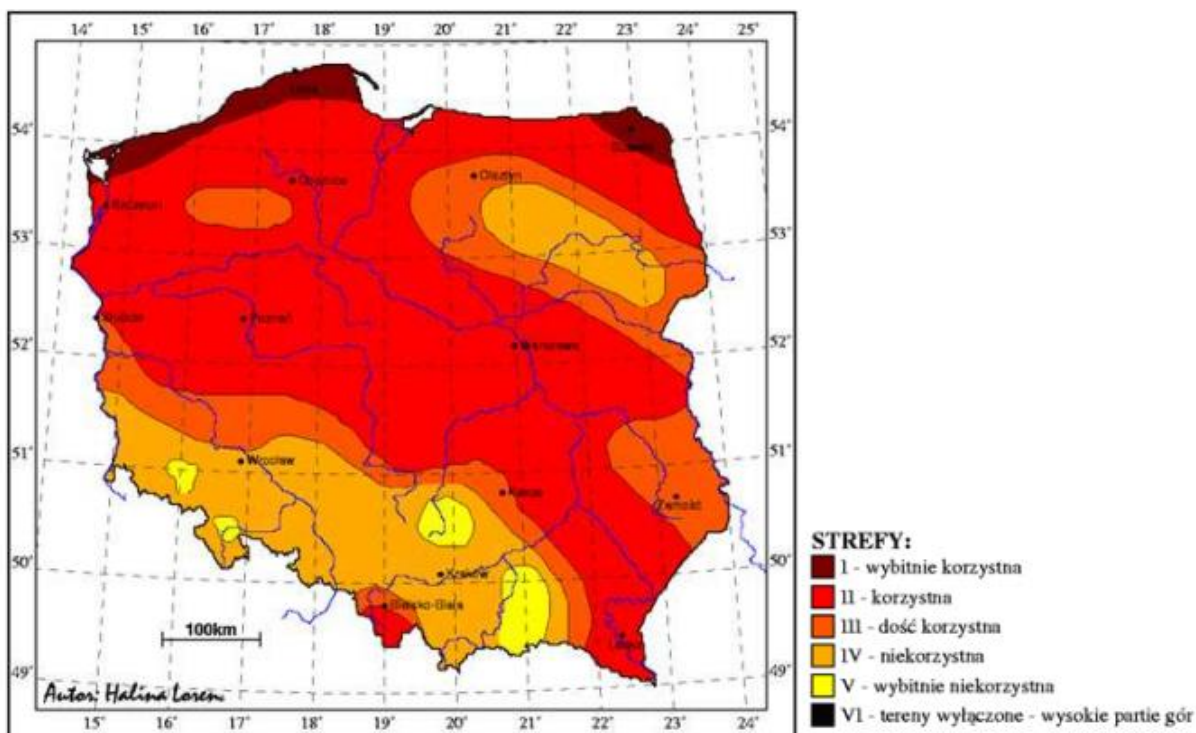 14° 15° 16° 17° 18° 19° 20° 21° 22° 23° 24° 25°
54°
54°
Olsztyn
53°
53°
Poznań
52°
52°
51°
51°
Wrocław
Kielce
Zamość
50°
50°
Kraków
Bielsko-Biała
100km
49°
49°
Autor: Halina Loren.
15° 16° 17° 18° 19° 20° 21° 22° 23° 24°
STREFY:
I - wybitnie korzystna
II - korzystna
III - dość korzystna
IV - niekorzystna
V - wybitnie niekorzystna
VI - tereny wyłączone - wysokie partie gór